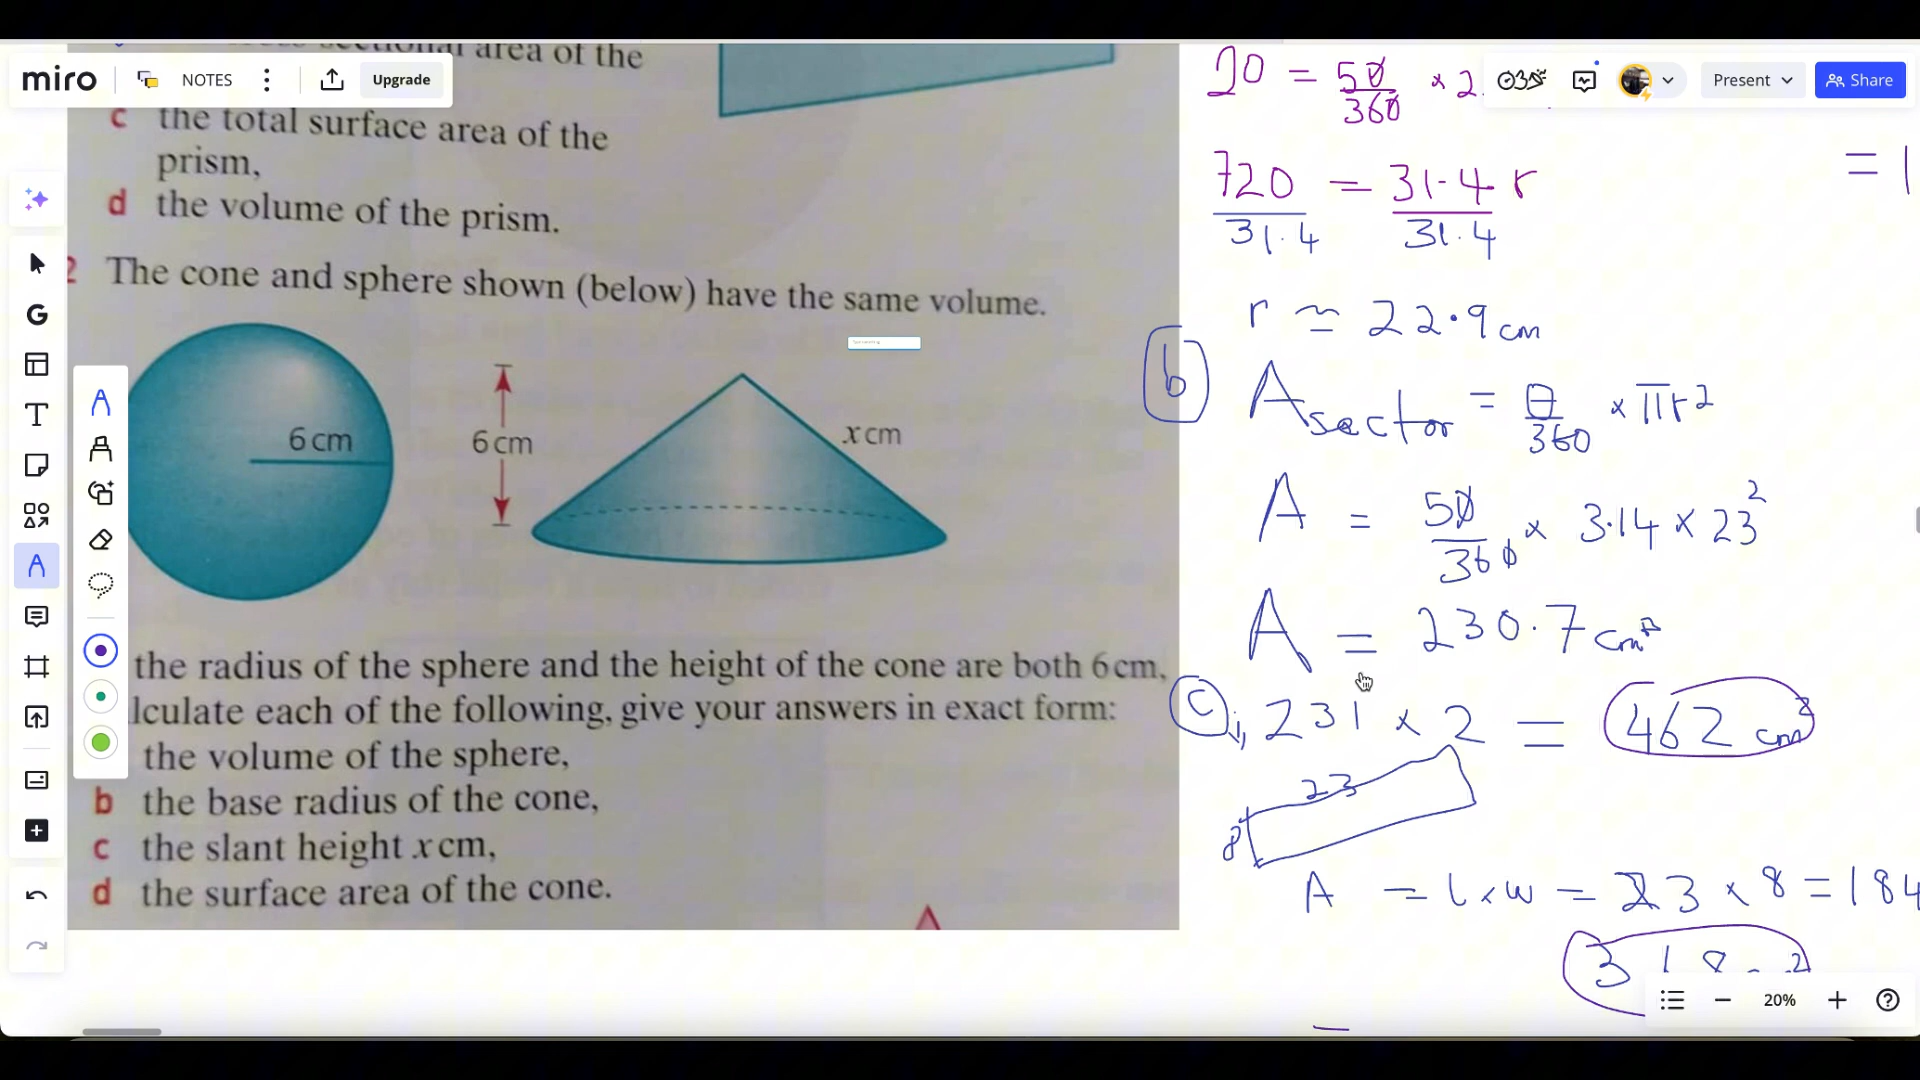 miro
NOTES
Upgrade
Present
Share
sectional area of the
c the total surface area of the
prism,
d the volume of the prism.
2 The cone and sphere shown (below) have the same volume.
6 cm
6 cm
x cm
the radius of the sphere and the height of the cone are both 6 cm,
lculate each of the following, give your answers in exact form:
the volume of the sphere,
b the base radius of the cone,
c the slant height x cm,
d the surface area of the cone.
20 = 50/360 × 2
720/31.4 = 31.4 r/31.4
= 1
r ≃ 22.9 cm
b
A sector = θ/360 × πr²
A = 50/360 × 3.14 × 23²
A = 230.7 cm²
c 231 × 2 = 462 cm²
23
8
A = l × w = 23 × 8 = 184
20%